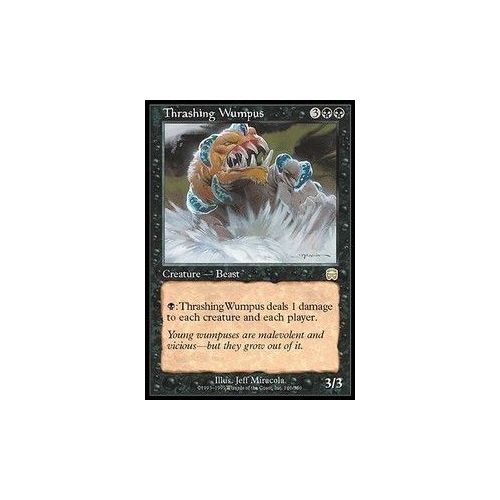 Thrashing Wumpus 3
Creature — Beast
:Thrashing Wumpus deals 1 damage
to each creature and each player.
Young wumpuses are malevolent and
vicious—but they grow out of it.
Illus. Jeff Miracola
3/3